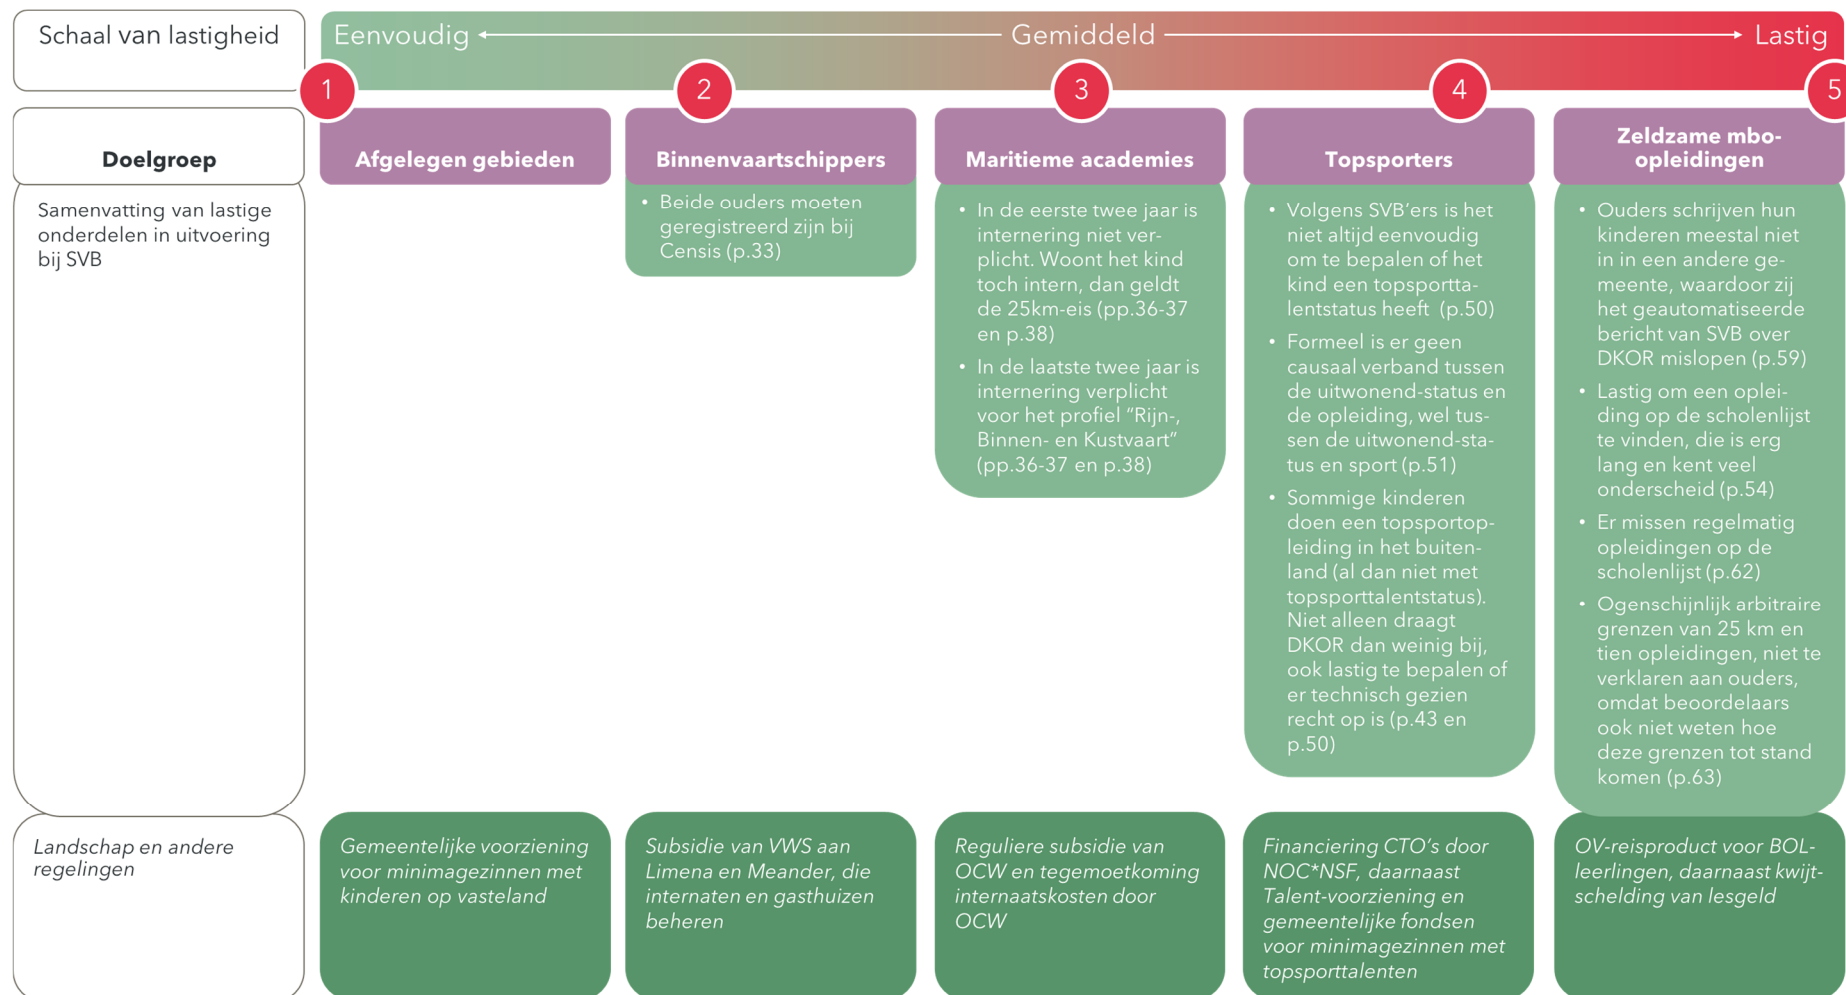 Schaal van lastigheid
Eenvoudig
Gemiddeld
Lastig
1
2
3
4
5
Doelgroep
Afgelegen gebieden
Binnenvaartschippers
Maritieme academies
Topsporters
Zeldzame mbo-
opleidingen
Samenvatting van lastige
onderdelen in uitvoering
bij SVB
• Beide ouders moeten
geregistreerd zijn bij
Censis (p.33)
• In de eerste twee jaar is
internering niet ver-
plicht. Woont het kind
toch intern, dan geldt
de 25km-eis (pp.36-37
en p.38)
• In de laatste twee jaar is
internering verplicht
voor het profiel “Rijn-,
Binnen- en Kustvaart”
(pp.36-37 en p.38)
• Volgens SVB‘ers is het
niet altijd eenvoudig
om te bepalen of het
kind een topsportta-
lentstatus heeft (p.50)
• Formeel is er geen
causaal verband tussen
de uitwonend-status en
de opleiding, wel tus-
sen de uitwonend-sta-
tus en sport (p.51)
• Sommige kinderen
doen een topsportop-
leiding in het buiten-
land (al dan niet met
topsporttalentstatus).
Niet alleen draagt
DKOR dan weinig bij,
ook lastig te bepalen of
er technisch gezien
recht op is (p.43 en
p.50)
• Ouders schrijven hun
kinderen meestal niet
in in een andere ge-
meente, waardoor zij
het geautomatiseerde
bericht van SVB over
DKOR mislopen (p.59)
• Lastig om een oplei-
ding op de scholenlijst
te vinden, die is erg
lang en kent veel
onderscheid (p.54)
• Er missen regelmatig
opleidingen op de
scholenlijst (p.62)
• Ogenschijnlijk arbitraire
grenzen van 25 km en
tien opleidingen, niet te
verklaren aan ouders,
omdat beoordelaars
ook niet weten hoe
deze grenzen tot stand
komen (p.63)
Landschap en andere
regelingen
Gemeentelijke voorziening
voor minimagezinnen met
kinderen op vasteland
Subsidie van VWS aan
Limena en Meander, die
internaten en gasthuizen
beheren
Reguliere subsidie van
OCW en tegemoetkoming
internaatskosten door
OCW
Financiering CTO’s door
NOC*NSF, daarnaast
Talent-voorziening en
gemeentelijke fondsen
voor minimagezinnen met
topsporttalenten
OV-reisproduct voor BOL-
leerlingen, daarnaast kwijt-
schelding van lesgeld